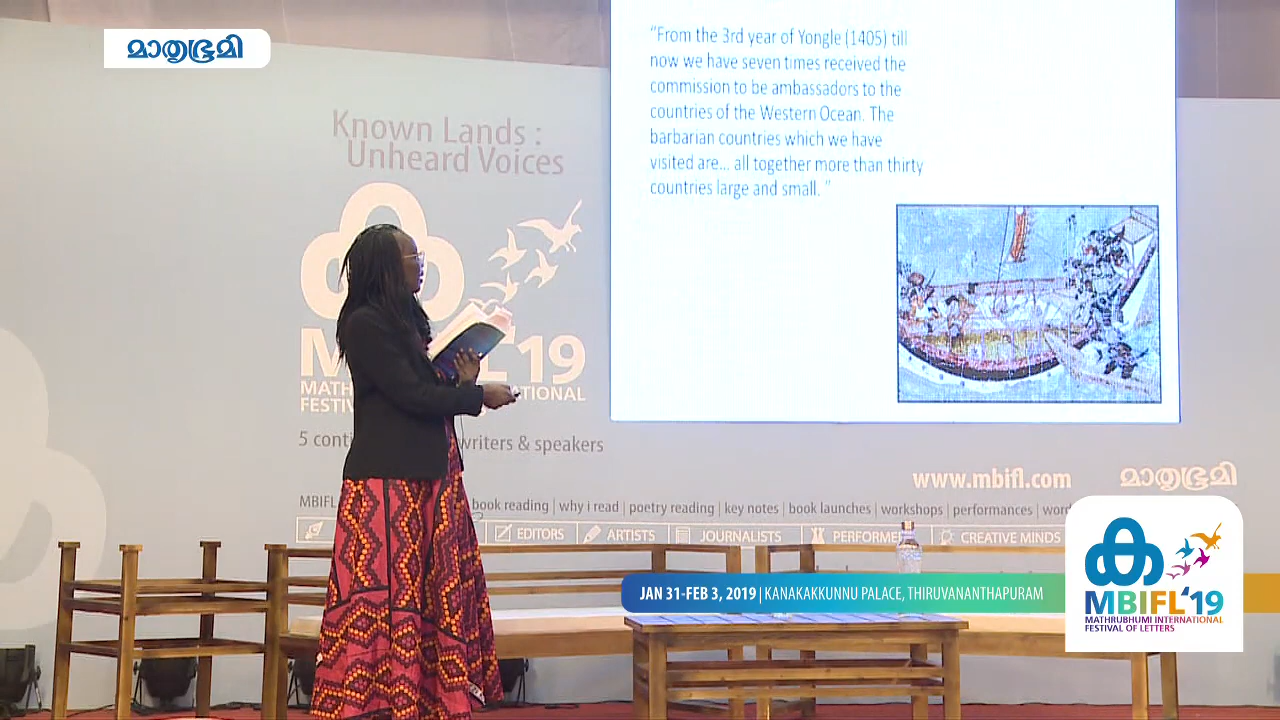 മാതൃഭൂമി
“From the 3rd year of Yongle (1405) till
now we have seven times received the
commission to be ambassadors to the
countries of the Western Ocean. The
barbarian countries which we have
visited are... all together more than thirty
countries large and small. ”
Known Lands :
Unheard Voices
ക
'19
FESTIV
TIONAL
5 conti
writers & speakers
www.mbifl.com
മാതൃഭൂമി
MBIFL
book reading | why i read | poetry reading | key notes | book launches | workshops | performances | word
EDITORS
ARTISTS
JOURNALISTS
PERFORME
CREATIVE MINDS
JAN 31-FEB 3, 2019 | KANAKAKKUNNU PALACE, THIRUVANANTHAPURAM
ക
MBIFL'19
MATHRUBHUMI INTERNATIONAL
FESTIVAL OF LETTERS